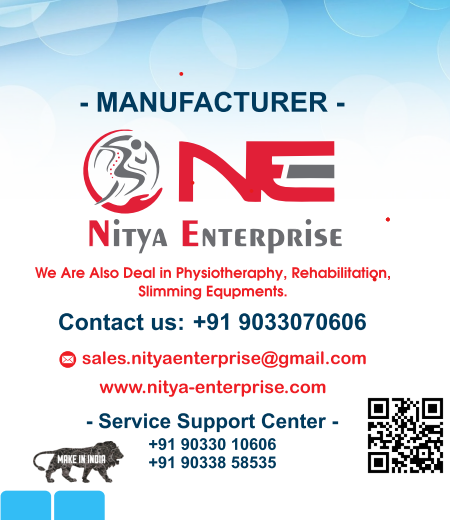 - MANUFACTURER -
NE
Nitya Enterprise
We Are Also Deal in Physiotheraphy, Rehabilitation,
Slimming Equpments.
Contact us: +91 9033070606
sales.nityaenterprise@gmail.com
www.nitya-enterprise.com
- Service Support Center -
+91 90330 10606
+91 90338 58535
MAKE IN INDIA